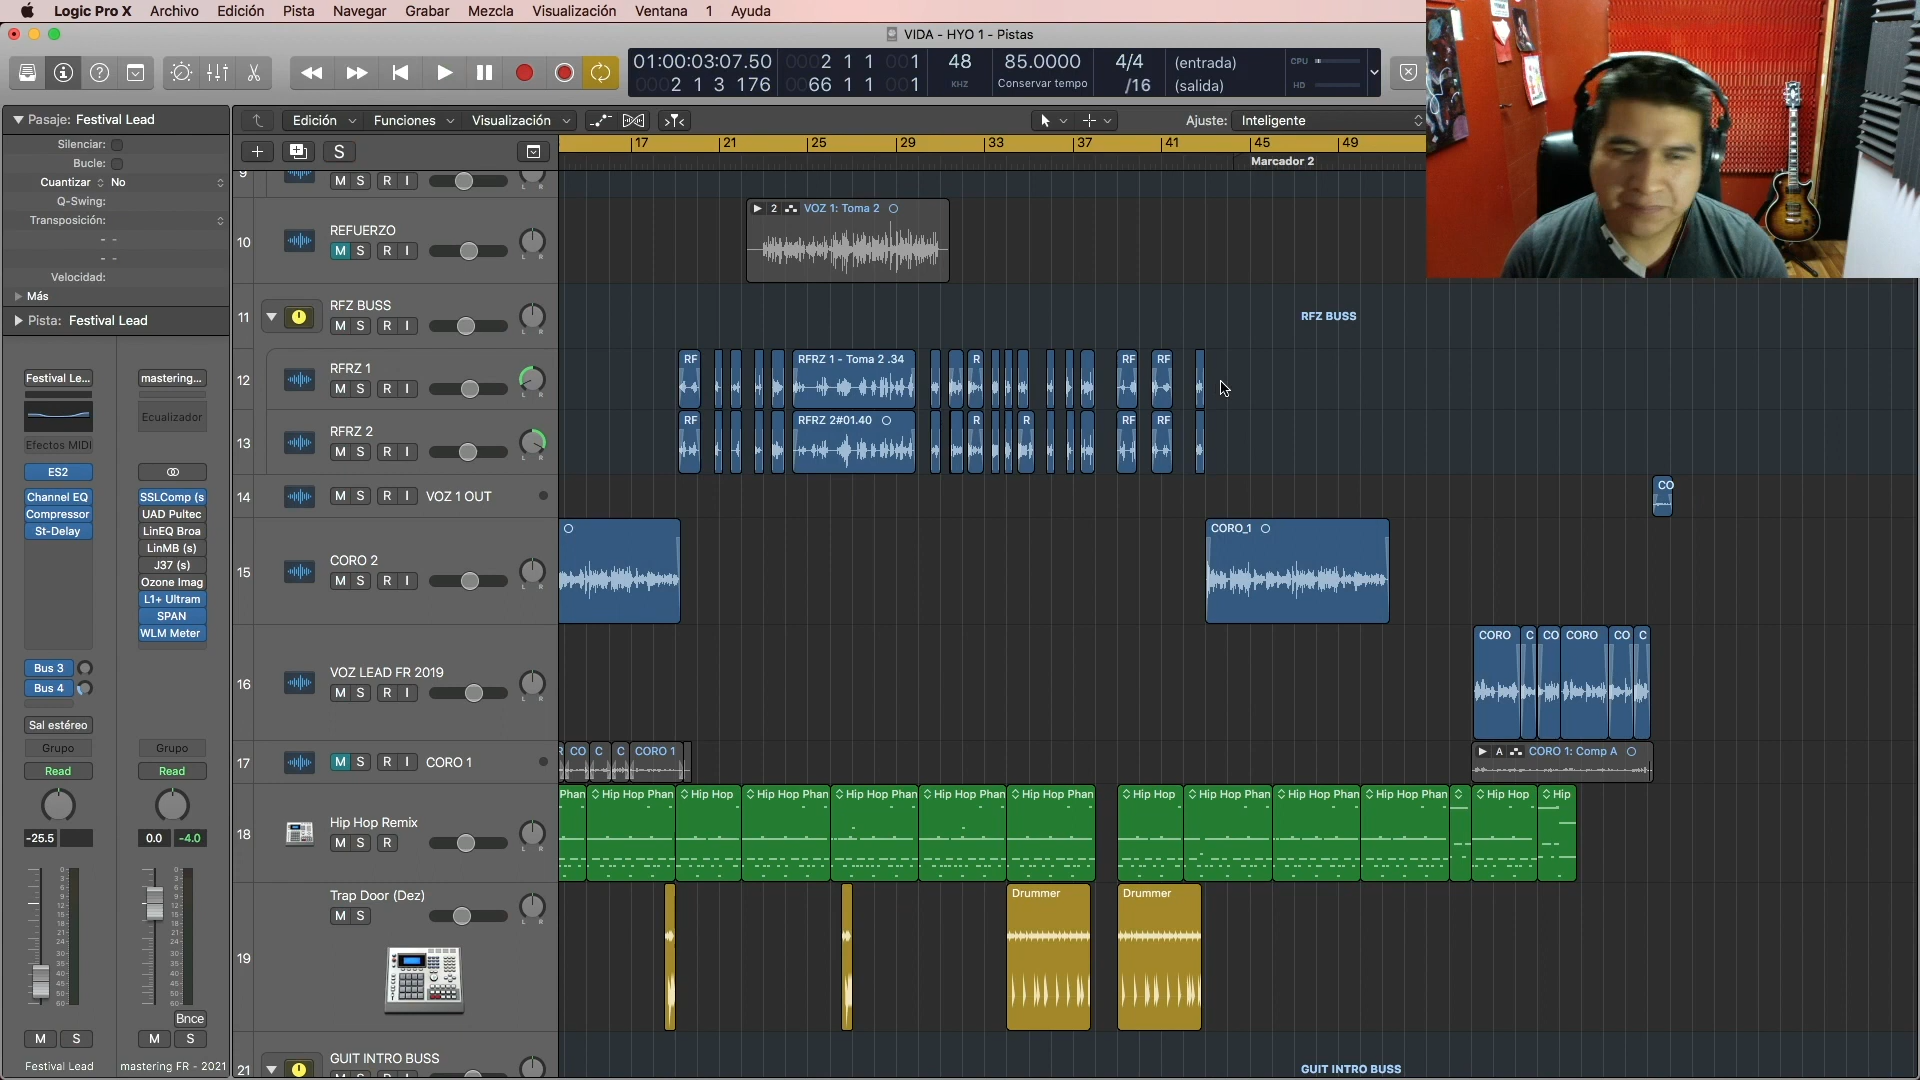 Logic Pro X Archivo Edición Pista Navegar Grabar Mezcla Visualización Ventana 1 Ayuda
VIDA - HYO 1 - Pistas
01:00:03:07.50
2 1 3 176
0002 1 1 001
0066 1 1 001
48
KHZ
85.0000
Conservar tempo
4/4
/16
(entrada)
(salida)
CPU
HD
Pasaje: Festival Lead
Silenciar:
Bucle:
Cuantizar No
Q-Swing:
Transposición:
- -
- -
Velocidad:
Más
Pista: Festival Lead
Edición Funciones Visualización
Ajuste: Inteligente
S
17 21 25 29 33 37 41 45 49
Marcador 2
9
M S R I
10
REFUERZO
M S R I
2 VOZ 1: Toma 2
11
RFZ BUSS
M S R I
RFZ BUSS
12
RFRZ 1
M S R I
RF RFRZ 1 - Toma 2 .34 R RF RF
13
RFRZ 2
M S R I
RF RFRZ 2#01.40 R R RF RF
14
M S R I VOZ 1 OUT
CO
15
CORO 2
M S R I
CORO_1
16
VOZ LEAD FR 2019
M S R I
CORO C CO CORO CO C
17
M S R I CORO 1
CO C C CORO 1
A CORO 1: Comp A
18
Hip Hop Remix
M S R
Phan Hip Hop Phan Hip Hop Hip Hop Phan Hip Hop Phan Hip Hop Phan Hip Hop Phan Hip Hop Hip Hop Phan Hip Hop Phan Hip Hop Phan Hip Hop Hip
19
Trap Door (Dez)
M S
Drummer Drummer
21
GUIT INTRO BUSS
GUIT INTRO BUSS
Festival Le... mastering...
Ecualizador
Efectos MIDI
ES2
Channel EQ SSLComp (s
Compressor UAD Pultec
St-Delay LinEQ Broa
LinMB (s)
J37 (s)
Ozone Imag
L1+ Ultram
SPAN
WLM Meter
Bus 3
Bus 4
Sal estéreo
Grupo Grupo
Read Read
-25.5 0.0 -4.0
Bnce
M S M S
Festival Lead mastering FR - 2021